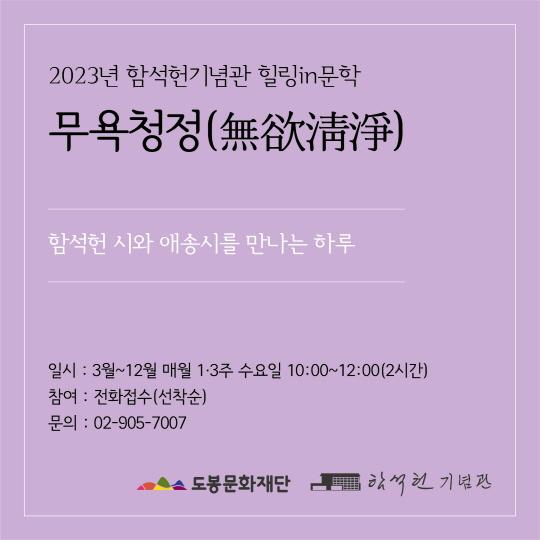 2023년 함석헌기념관 힐링in문학
무욕청정(無欲淸淨)
함석헌 시와 애송시를 만나는 하루
일시 : 3월~12월 매월 1·3주 수요일 10:00~12:00(2시간)
참여 : 전화접수(선착순)
문의 : 02-905-7007
도봉문화재단 함석헌 기념관